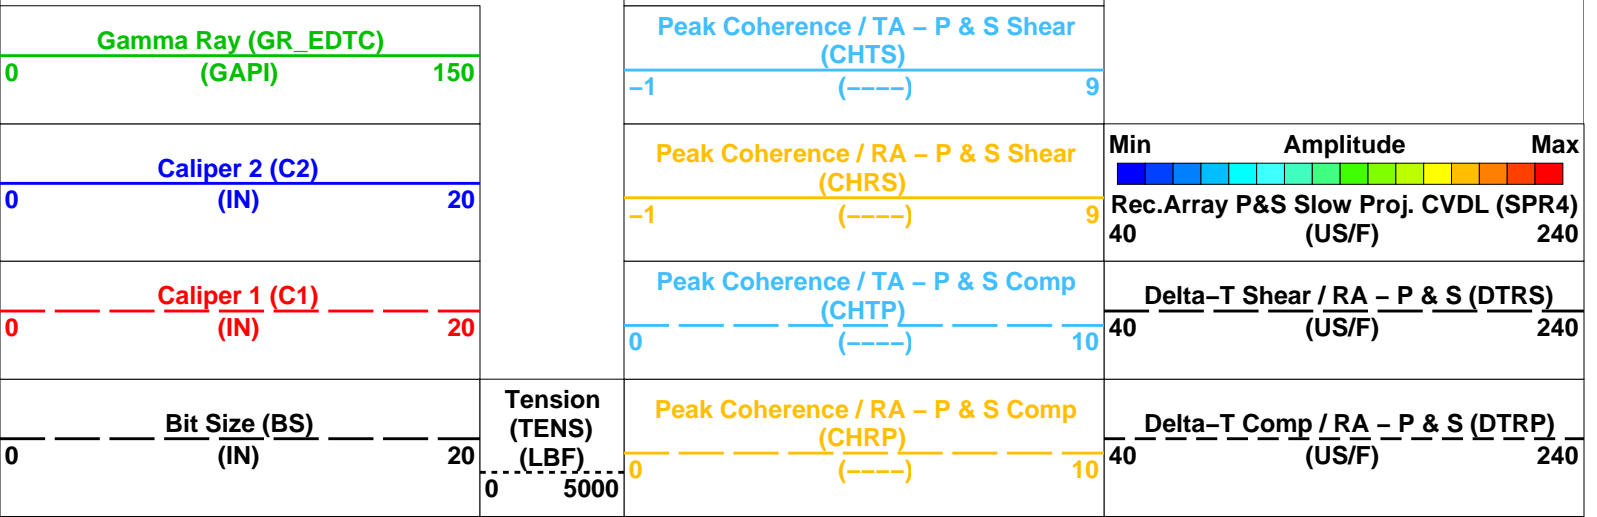 Gamma Ray (GR_EDTC)
0 (GAPI) 150
Caliper 2 (C2)
0 (IN) 20
Caliper 1 (C1)
0 (IN) 20
Bit Size (BS)
0 (IN) 20
Tension
(TENS)
(LBF)
0 5000
Peak Coherence / TA – P & S Shear
(CHTS)
–1 (––––) 9
Peak Coherence / RA – P & S Shear
(CHRS)
–1 (––––) 9
Peak Coherence / TA – P & S Comp
(CHTP)
0 (––––) 10
Peak Coherence / RA – P & S Comp
(CHRP)
0 (––––) 10
Min Amplitude Max
Rec.Array P&S Slow Proj. CVDL (SPR4)
40 (US/F) 240
Delta–T Shear / RA – P & S (DTRS)
40 (US/F) 240
Delta–T Comp / RA – P & S (DTRP)
40 (US/F) 240